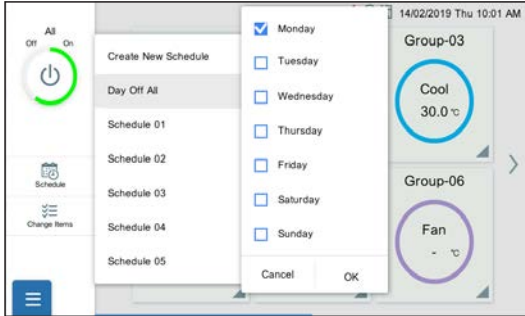 14/02/2019 Thu 10:01 AM
All
Off On
Schedule
Change Items
Create New Schedule
Day Off All
Schedule 01
Schedule 02
Schedule 03
Schedule 04
Schedule 05
Monday
Tuesday
Wednesday
Thursday
Friday
Saturday
Sunday
Cancel OK
Group-03
Cool
30.0 ℃
Group-06
Fan
- ℃